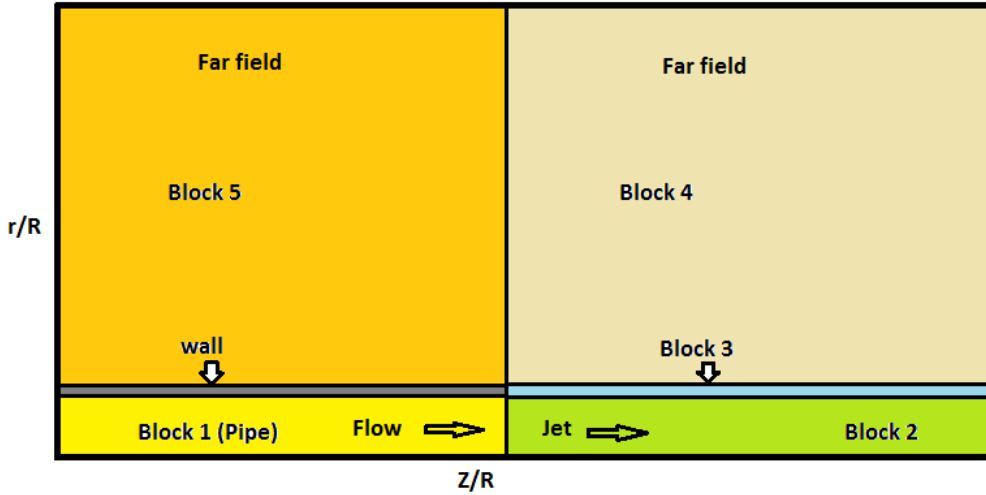 Far field
Far field
Block 5
Block 4
r/R
wall
Block 3
Block 1 (Pipe)
Flow
Jet
Block 2
Z/R